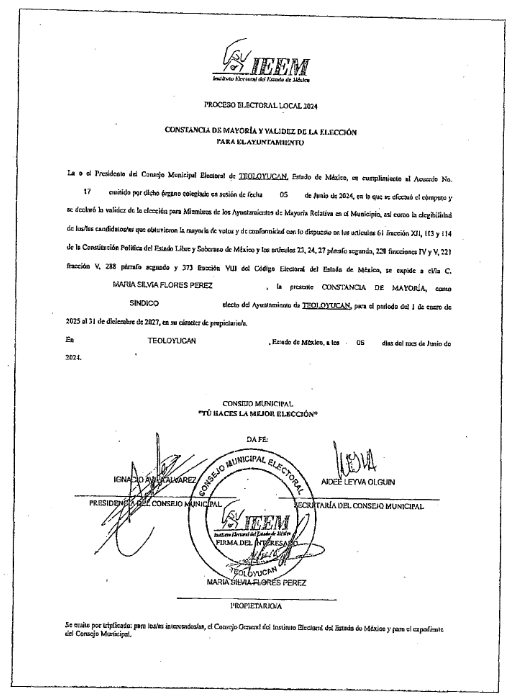 IEEM
Instituto Electoral del Estado de México
PROCESO ELECTORAL LOCAL 2024
CONSTANCIA DE MAYORÍA Y VALIDEZ DE LA ELECCIÓN
PARA EL AYUNTAMIENTO
La o el Presidente del Consejo Municipal Electoral de TEOLOYUCAN, Estado de México, en cumplimiento al Acuerdo No.
17 emitido por dicho órgano colegiado en sesión de fecha 05 de Junio de 2024, en la que se efectuó el cómputo y
se declaró la validez de la elección para Miembros de los Ayuntamientos de Mayoría Relativa en el Municipio, así como la elegibilidad
de los/las candidatos/as que obtuvieron la mayoría de votos y de conformidad con lo dispuesto en los artículos 61 fracción XII, 113 y 114
de la Constitución Política del Estado Libre y Soberano de México y los artículos 23, 24, 27 párrafo segundo, 220 fracciones IV y V, 221
fracción V, 288 párrafo segundo y 373 fracción VIII del Código Electoral del Estado de México, se expide a el/la C.
MARIA SILVIA FLORES PEREZ , la presente CONSTANCIA DE MAYORÍA, como
SINDICO electo del Ayuntamiento de TEOLOYUCAN, para el periodo del 1 de enero de
2025 al 31 de diciembre de 2027, en su carácter de propietario/a.
En TEOLOYUCAN , Estado de México, a los 05 días del mes de Junio de
2024.
CONSEJO MUNICIPAL
"TÚ HACES LA MEJOR ELECCIÓN"
DA FE:
IGNACIO ALVAREZ
AIDEE LEYVA OLGUIN
PRESIDENCIA DEL CONSEJO MUNICIPAL
SECRETARÍA DEL CONSEJO MUNICIPAL
CONSEJO MUNICIPAL ELECTORAL
IEEM
Instituto Electoral del Estado de México
FIRMA DEL INTERESADO
TEOLOYUCAN
MARIA SILVIA FLORES PEREZ
PROPIETARIO/A
Se emite por triplicado: para los/as interesados/as, el Consejo General del Instituto Electoral del Estado de México y para el expediente
del Consejo Municipal.